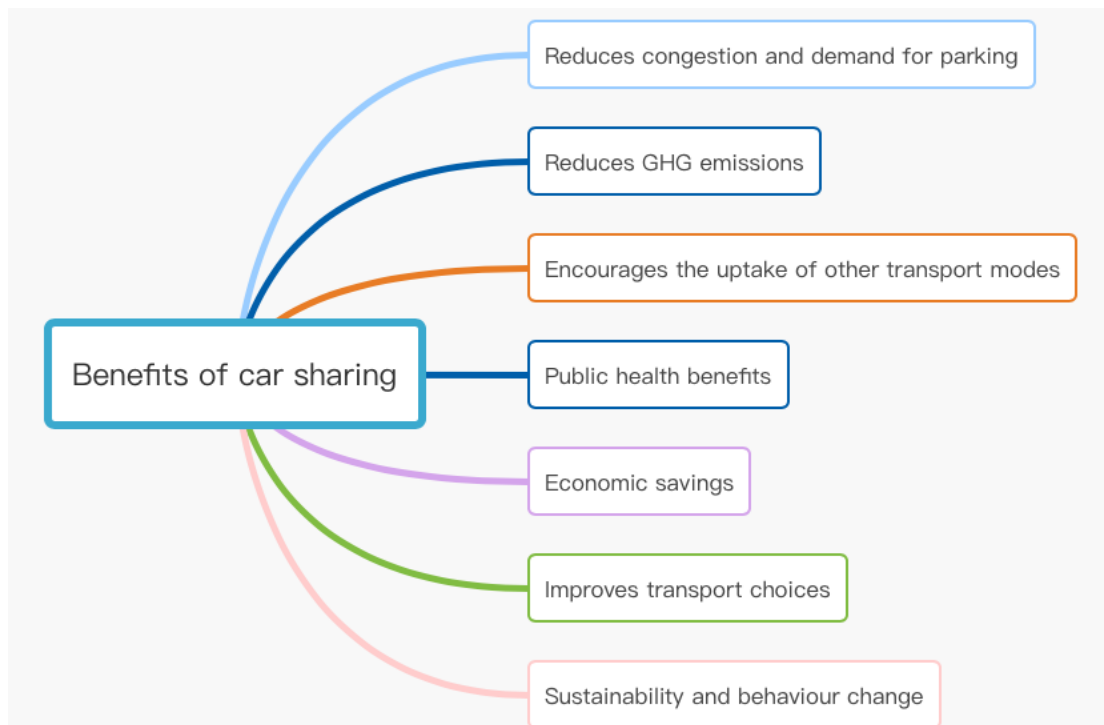 Reduces congestion and demand for parking
Reduces GHG emissions
Encourages the uptake of other transport modes
Benefits of car sharing
Public health benefits
Economic savings
Improves transport choices
Sustainability and behaviour change